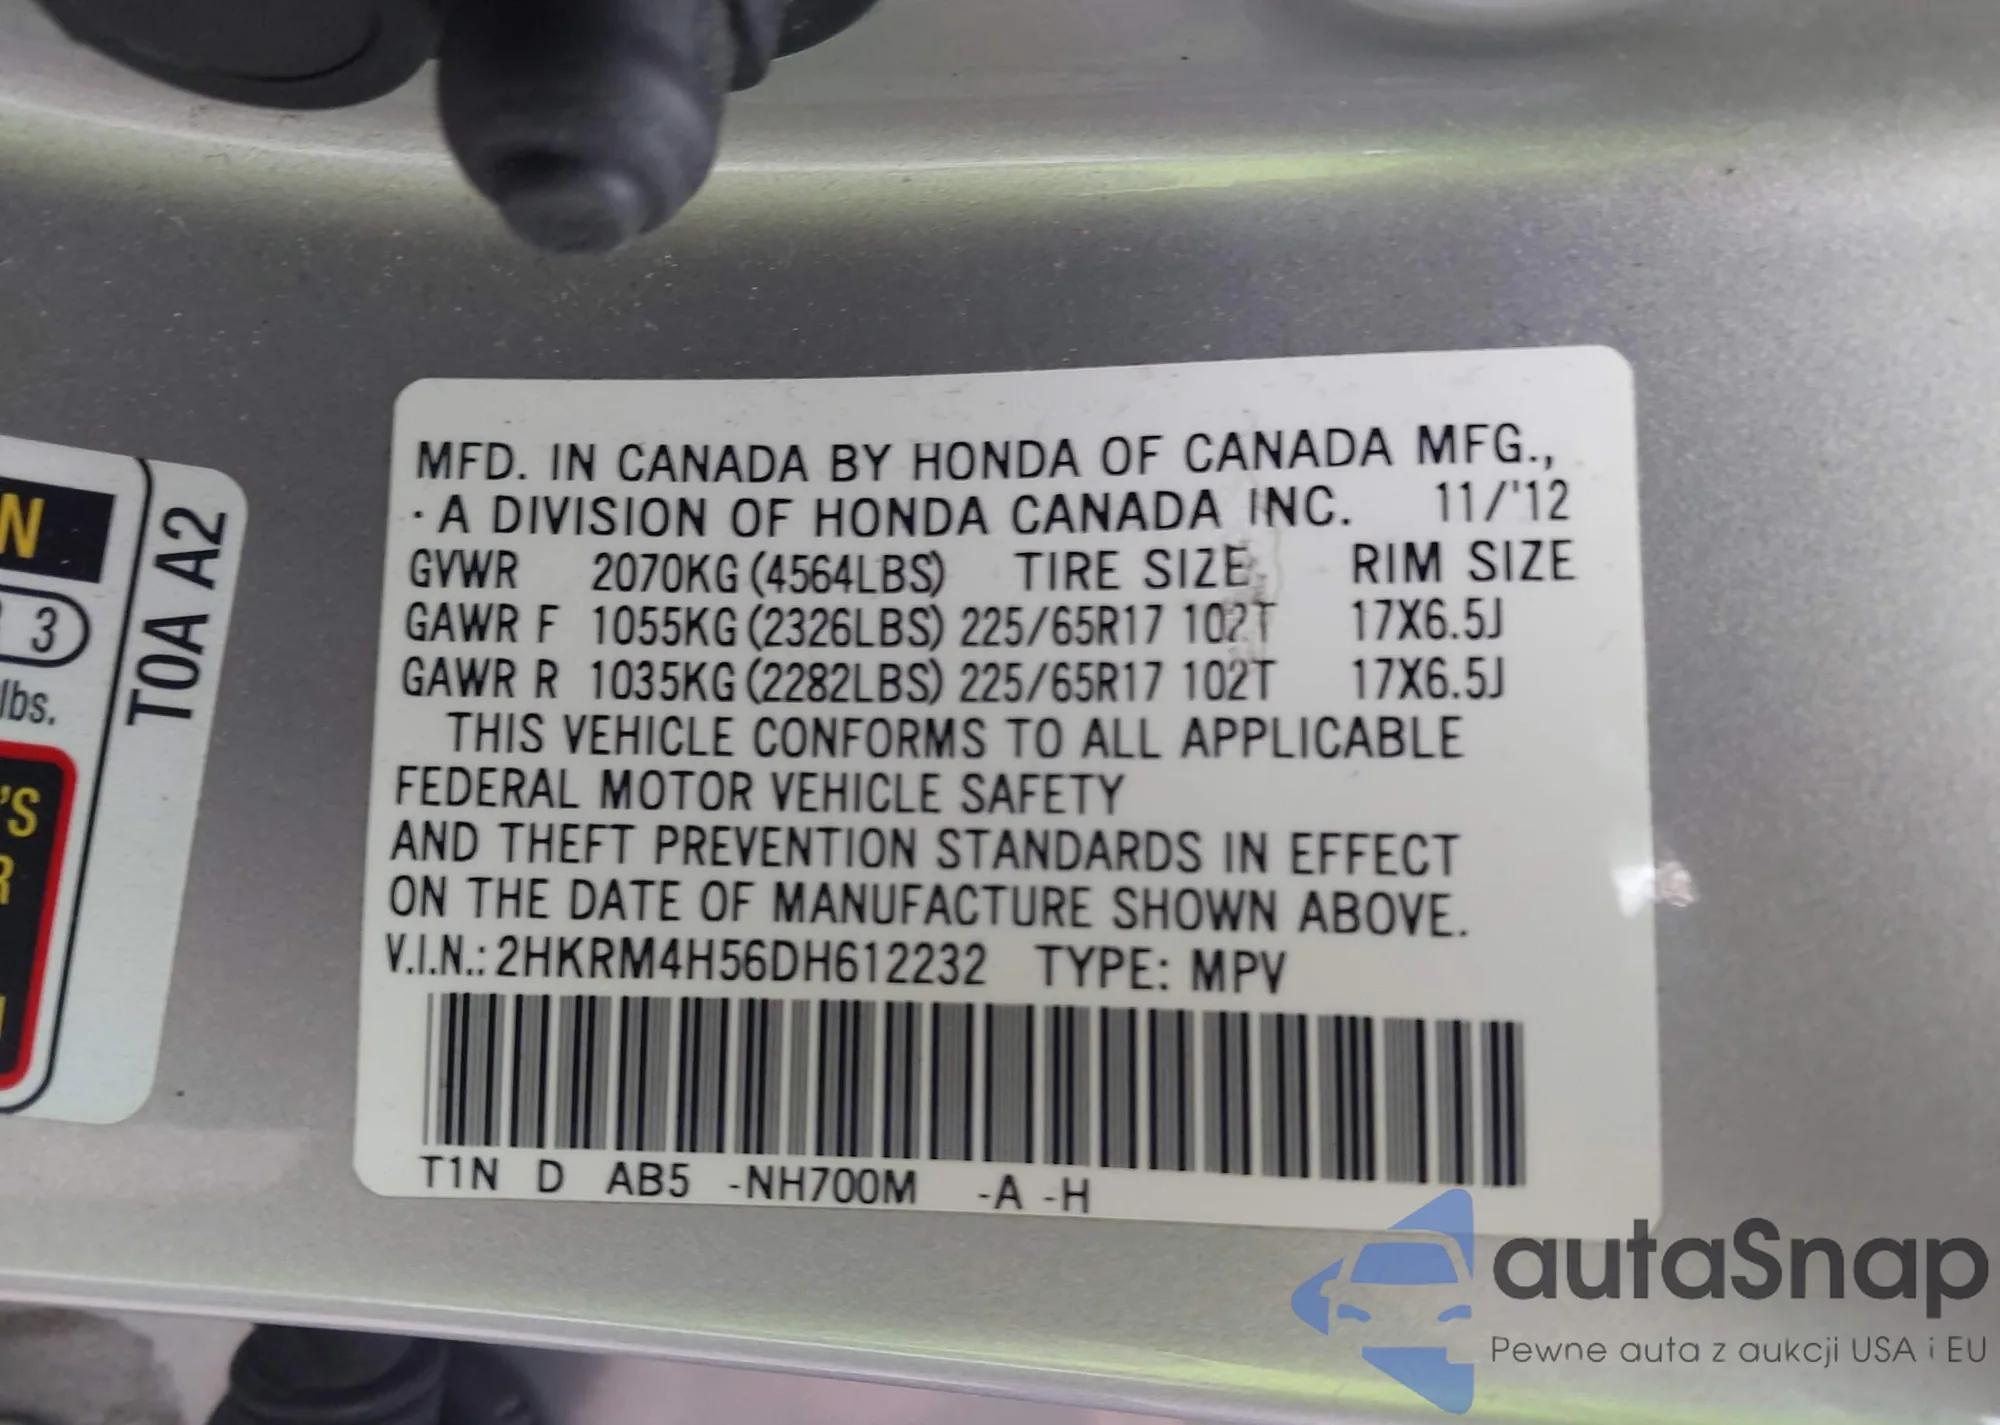 N
3
lbs.
'S
R
T0A A2
MFD. IN CANADA BY HONDA OF CANADA MFG.,
· A DIVISION OF HONDA CANADA INC. 11/'12
GVWR 2070KG (4564LBS) TIRE SIZE RIM SIZE
GAWR F 1055KG (2326LBS) 225/65R17 102T 17X6.5J
GAWR R 1035KG (2282LBS) 225/65R17 102T 17X6.5J
THIS VEHICLE CONFORMS TO ALL APPLICABLE
FEDERAL MOTOR VEHICLE SAFETY
AND THEFT PREVENTION STANDARDS IN EFFECT
ON THE DATE OF MANUFACTURE SHOWN ABOVE.
V.I.N.: 2HKRM4H56DH612232 TYPE: MPV
T1N D AB5 -NH700M -A -H
autaSnap
Pewne auta z aukcji USA i EU